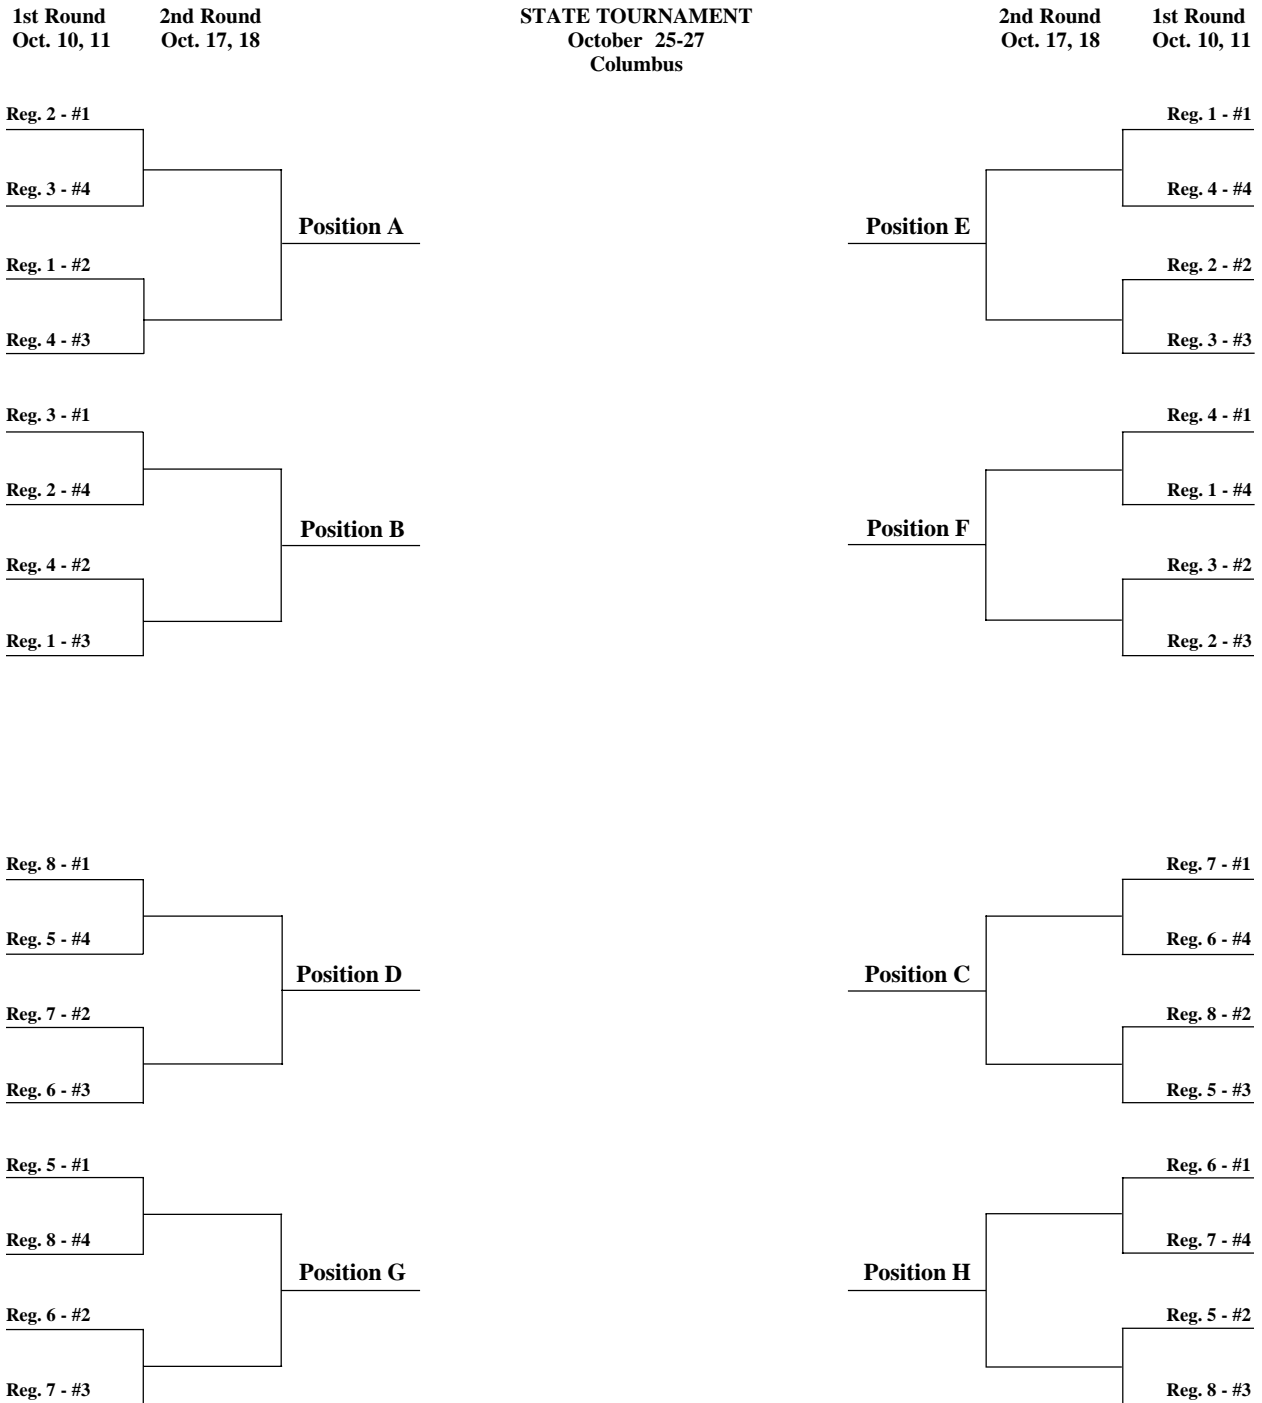 1st Round 2nd Round STATE TOURNAMENT 2nd Round 1st Round
Oct. 10, 11 Oct. 17, 18 October 25-27 Oct. 17, 18 Oct. 10, 11
Columbus
Reg. 2 - #1 Reg. 1 - #1
Reg. 3 - #4 Reg. 4 - #4
Position A Position E
Reg. 1 - #2 Reg. 2 - #2
Reg. 4 - #3 Reg. 3 - #3
Reg. 3 - #1 Reg. 4 - #1
Reg. 2 - #4 Reg. 1 - #4
Position B Position F
Reg. 4 - #2 Reg. 3 - #2
Reg. 1 - #3 Reg. 2 - #3
Reg. 8 - #1 Reg. 7 - #1
Reg. 5 - #4 Reg. 6 - #4
Position D Position C
Reg. 7 - #2 Reg. 8 - #2
Reg. 6 - #3 Reg. 5 - #3
Reg. 5 - #1 Reg. 6 - #1
Reg. 8 - #4 Reg. 7 - #4
Position G Position H
Reg. 6 - #2 Reg. 5 - #2
Reg. 7 - #3 Reg. 8 - #3